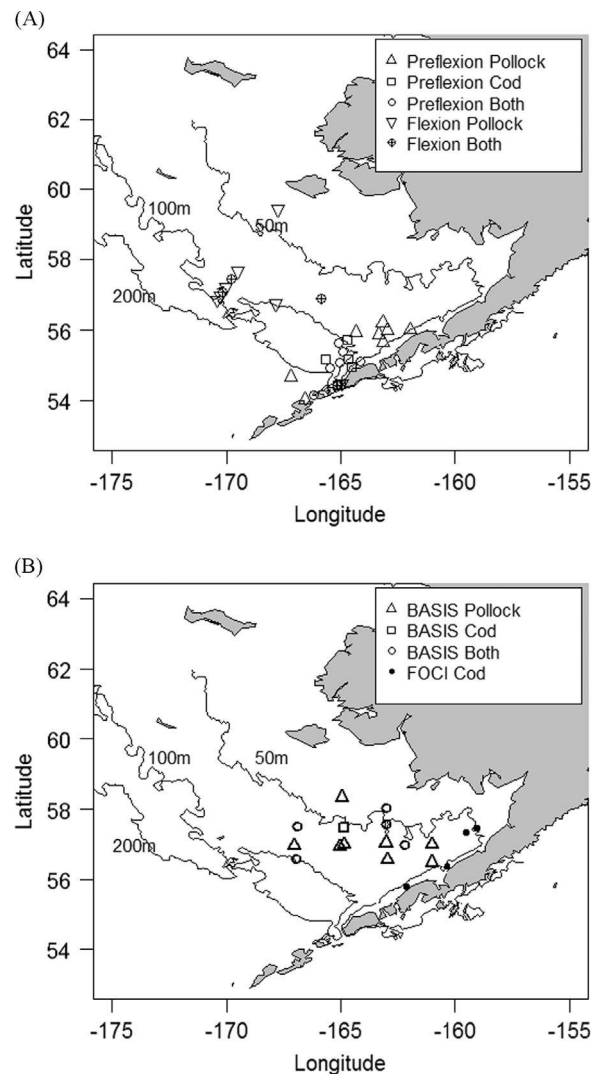 (A)
64
62
60
58
56
54
Latitude
Preflexion Pollock
Preflexion Cod
Preflexion Both
Flexion Pollock
Flexion Both
100m
50m
200m
-175
-170
-165
-160
-155
Longitude
(B)
64
62
60
58
56
54
Latitude
BASIS Pollock
BASIS Cod
BASIS Both
FOCI Cod
100m
50m
200m
-175
-170
-165
-160
-155
Longitude